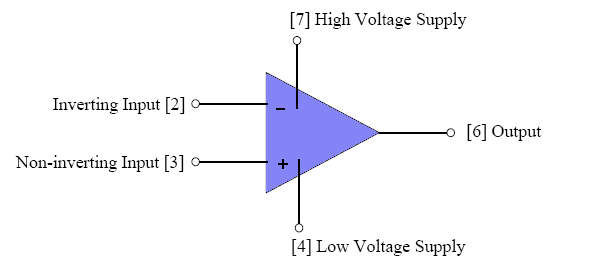 [7] High Voltage Supply
Inverting Input [2]
−
[6] Output
Non-inverting Input [3]
+
[4] Low Voltage Supply